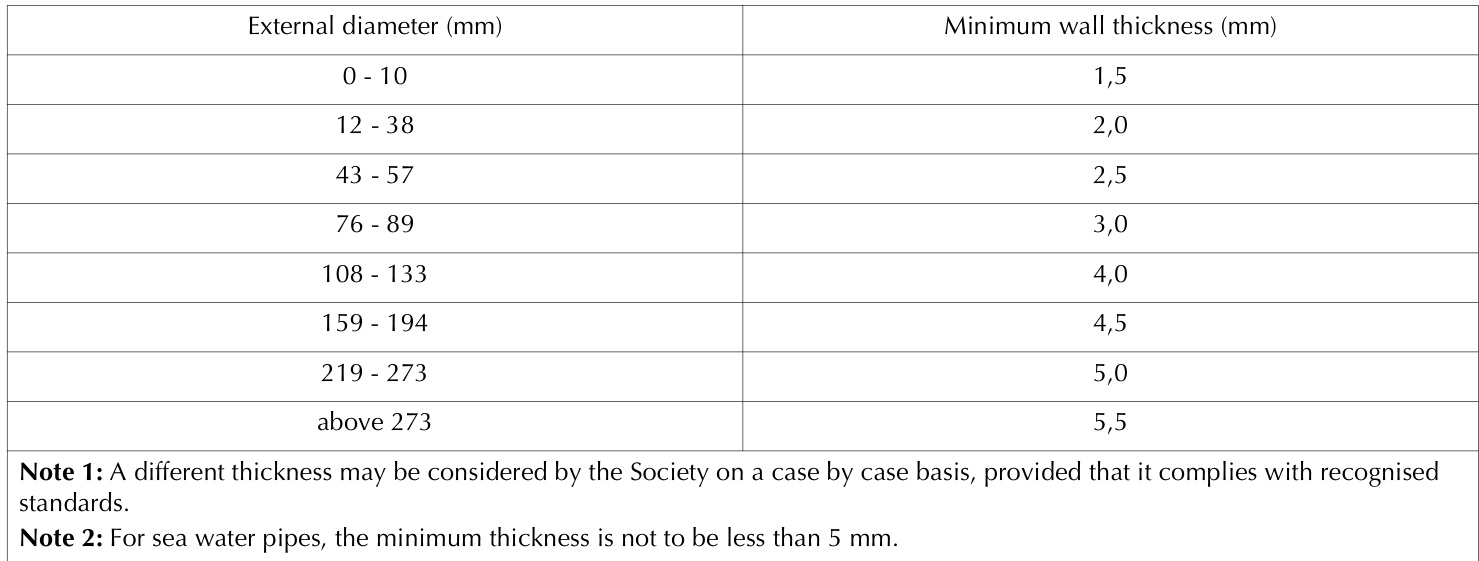 External diameter (mm) Minimum wall thickness (mm)
0 - 10 1,5
12 - 38 2,0
43 - 57 2,5
76 - 89 3,0
108 - 133 4,0
159 - 194 4,5
219 - 273 5,0
above 273 5,5
Note 1: A different thickness may be considered by the Society on a case by case basis, provided that it complies with recognised
standards.
Note 2: For sea water pipes, the minimum thickness is not to be less than 5 mm.